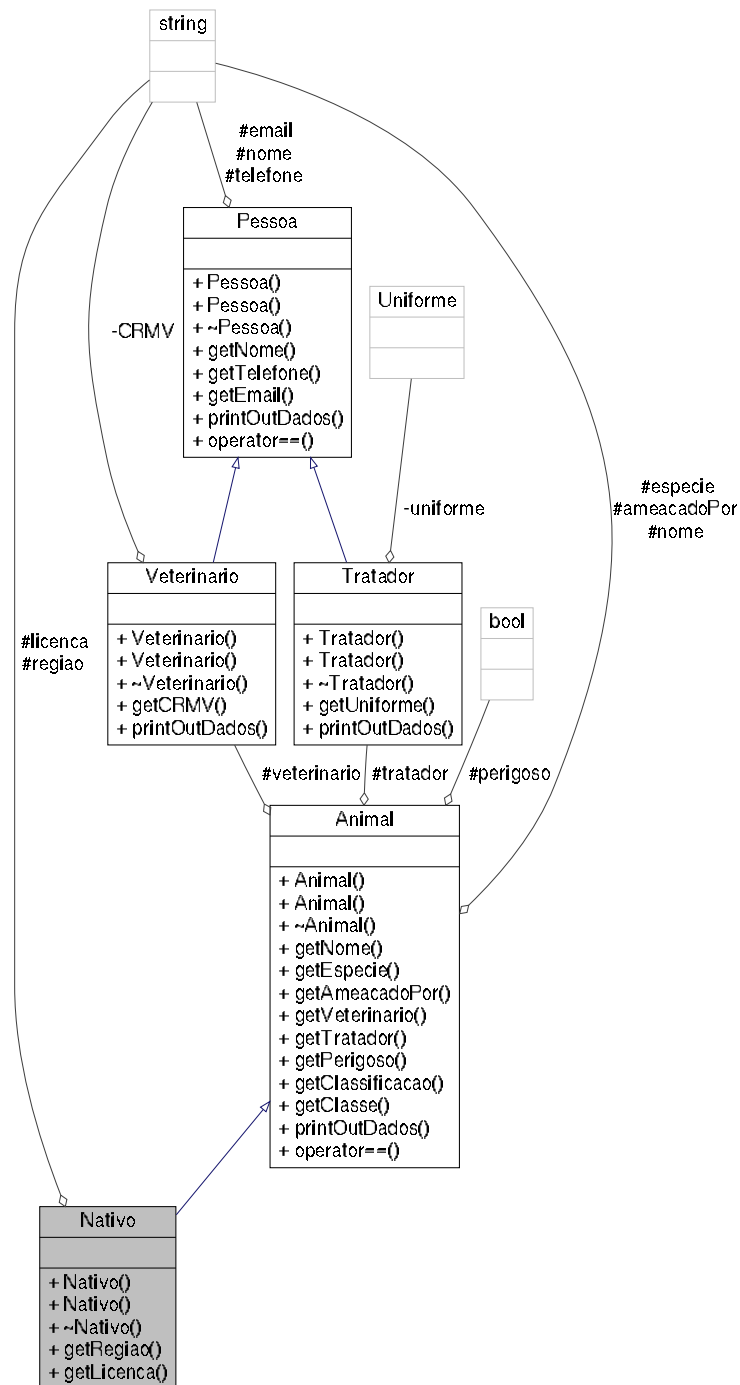 string
#email
#nome
#telefone
Pessoa
+ Pessoa()
+ Pessoa()
+ ~Pessoa()
+ getNome()
+ getTelefone()
+ getEmail()
+ printOutDados()
+ operator==()
Uniforme
-CRMV
-uniforme
#especie
#ameacadoPor
#nome
Veterinario
+ Veterinario()
+ Veterinario()
+ ~Veterinario()
+ getCRMV()
+ printOutDados()
Tratador
+ Tratador()
+ Tratador()
+ ~Tratador()
+ getUniforme()
+ printOutDados()
bool
#licenca
#regiao
#veterinario
#tratador
#perigoso
Animal
+ Animal()
+ Animal()
+ ~Animal()
+ getNome()
+ getEspecie()
+ getAmeacadoPor()
+ getVeterinario()
+ getTratador()
+ getPerigoso()
+ getClassificacao()
+ getClasse()
+ printOutDados()
+ operator==()
Nativo
+ Nativo()
+ Nativo()
+ ~Nativo()
+ getRegiao()
+ getLicenca()